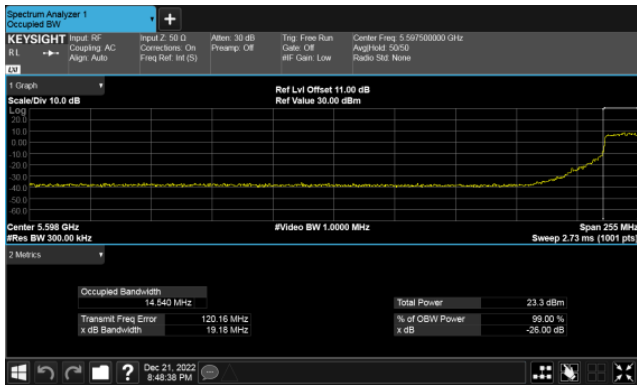 Spectrum Analyzer 1
Occupied BW
KEYSIGHT Input: RF Input Z: 50 Ω Atten: 30 dB Trig: Free Run Center Freq: 5.597500000 GHz
R L Coupling: AC Corrections: On Preamp: Off Gate: Off Avg|Hold: 50/50
Align: Auto Freq Ref: Int (S) #IF Gain: Low Radio Std: None
LXI
1 Graph Ref Lvl Offset 11.00 dB
Scale/Div 10.0 dB Ref Value 30.00 dBm
Log
20.0
10.0
0.00
-10.0
-20.0
-30.0
-40.0
-50.0
-60.0
Center 5.598 GHz #Video BW 1.0000 MHz Span 255 MHz
#Res BW 300.00 kHz Sweep 2.73 ms (1001 pts)
2 Metrics
Occupied Bandwidth
14.540 MHz Total Power 23.3 dBm
Transmit Freq Error 120.16 MHz % of OBW Power 99.00 %
x dB Bandwidth 19.18 MHz x dB -26.00 dB
Dec 21, 2022
8:48:38 PM